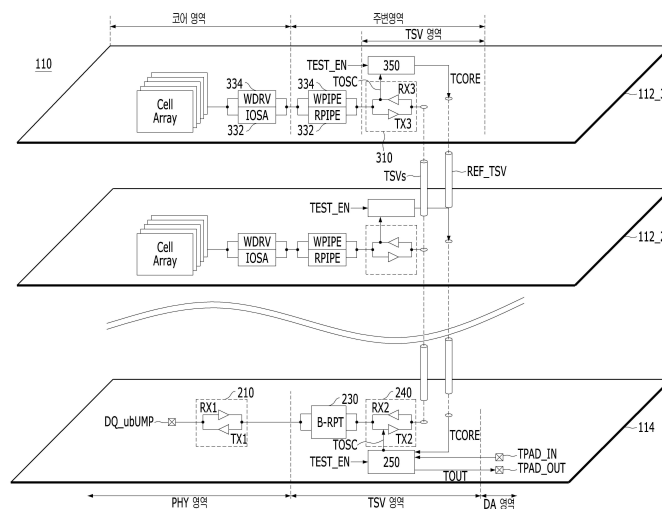 코어 영역
주변영역
TSV 영역
110
TEST_EN
350
TOSC
TCORE
334
334
RX3
Cell
Array
WDRV
IOSA
WPIPE
RPIPE
TX3
332
332
310
112_1
TSVs
REF_TSV
TEST_EN
Cell
Array
WDRV
IOSA
WPIPE
RPIPE
112_2
210
230
240
RX1
RX2
DQ_ubUMP
B-RPT
TX1
TX2
TOSC
TCORE
114
TEST_EN
250
TPAD_IN
TPAD_OUT
TOUT
PHY 영역
TSV 영역
DA 영역